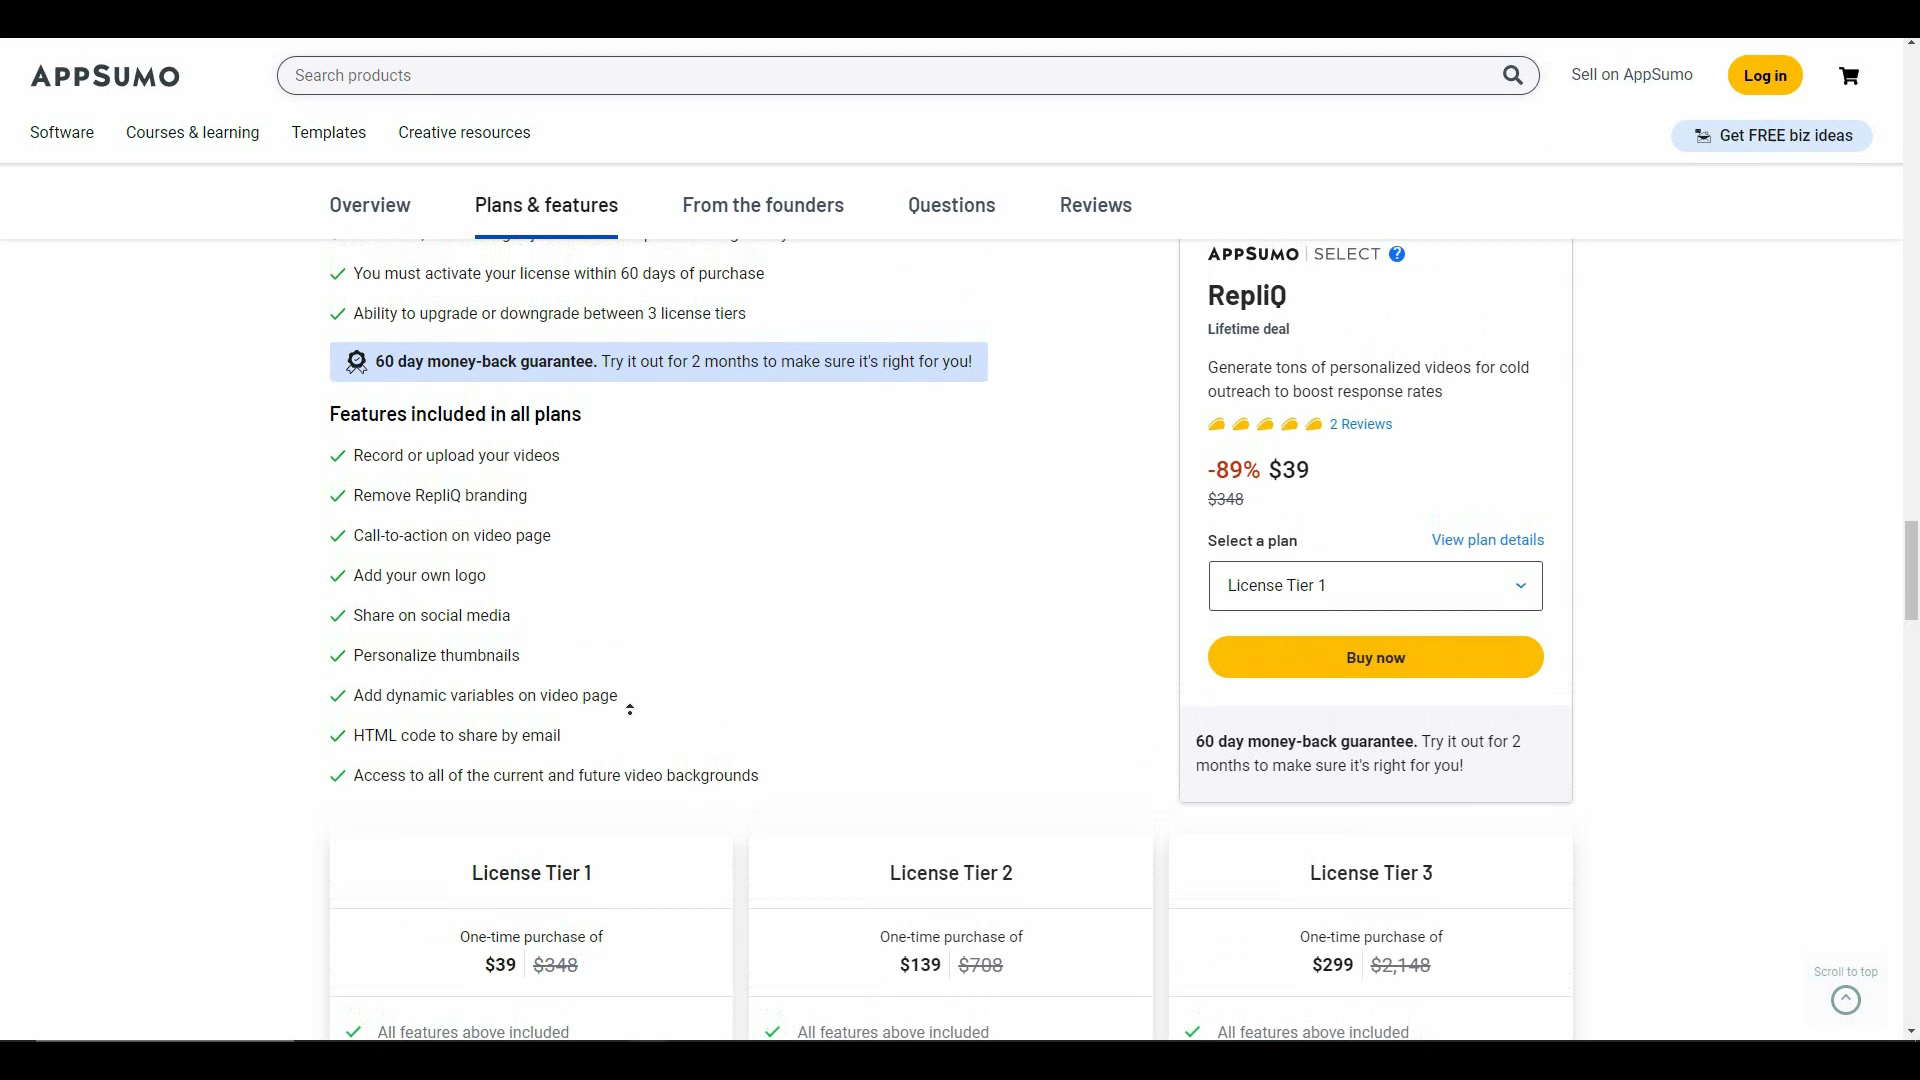 APPSUMO
Search products
Sell on AppSumo
Log in
Software
Courses & learning
Templates
Creative resources
Get FREE biz ideas
Overview
Plans & features
From the founders
Questions
Reviews
You must activate your license within 60 days of purchase
Ability to upgrade or downgrade between 3 license tiers
60 day money-back guarantee. Try it out for 2 months to make sure it's right for you!
Features included in all plans
Record or upload your videos
Remove RepliQ branding
Call-to-action on video page
Add your own logo
Share on social media
Personalize thumbnails
Add dynamic variables on video page
HTML code to share by email
Access to all of the current and future video backgrounds
APPSUMO | SELECT ?
RepliQ
Lifetime deal
Generate tons of personalized videos for cold
outreach to boost response rates
2 Reviews
-89% $39
$348
Select a plan
View plan details
License Tier 1
Buy now
60 day money-back guarantee. Try it out for 2
months to make sure it's right for you!
License Tier 1
One-time purchase of
$39 $348
All features above included
License Tier 2
One-time purchase of
$139 $708
All features above included
License Tier 3
One-time purchase of
$299 $2,148
All features above included
Scroll to top